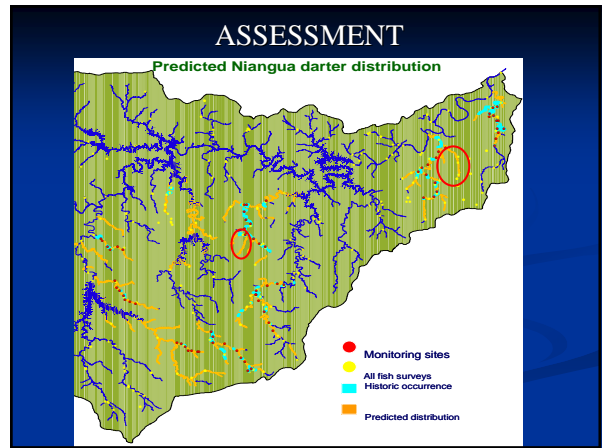 ASSESSMENT
Predicted Niangua darter distribution
Monitoring sites
All fish surveys
Historic occurrence
Predicted distribution